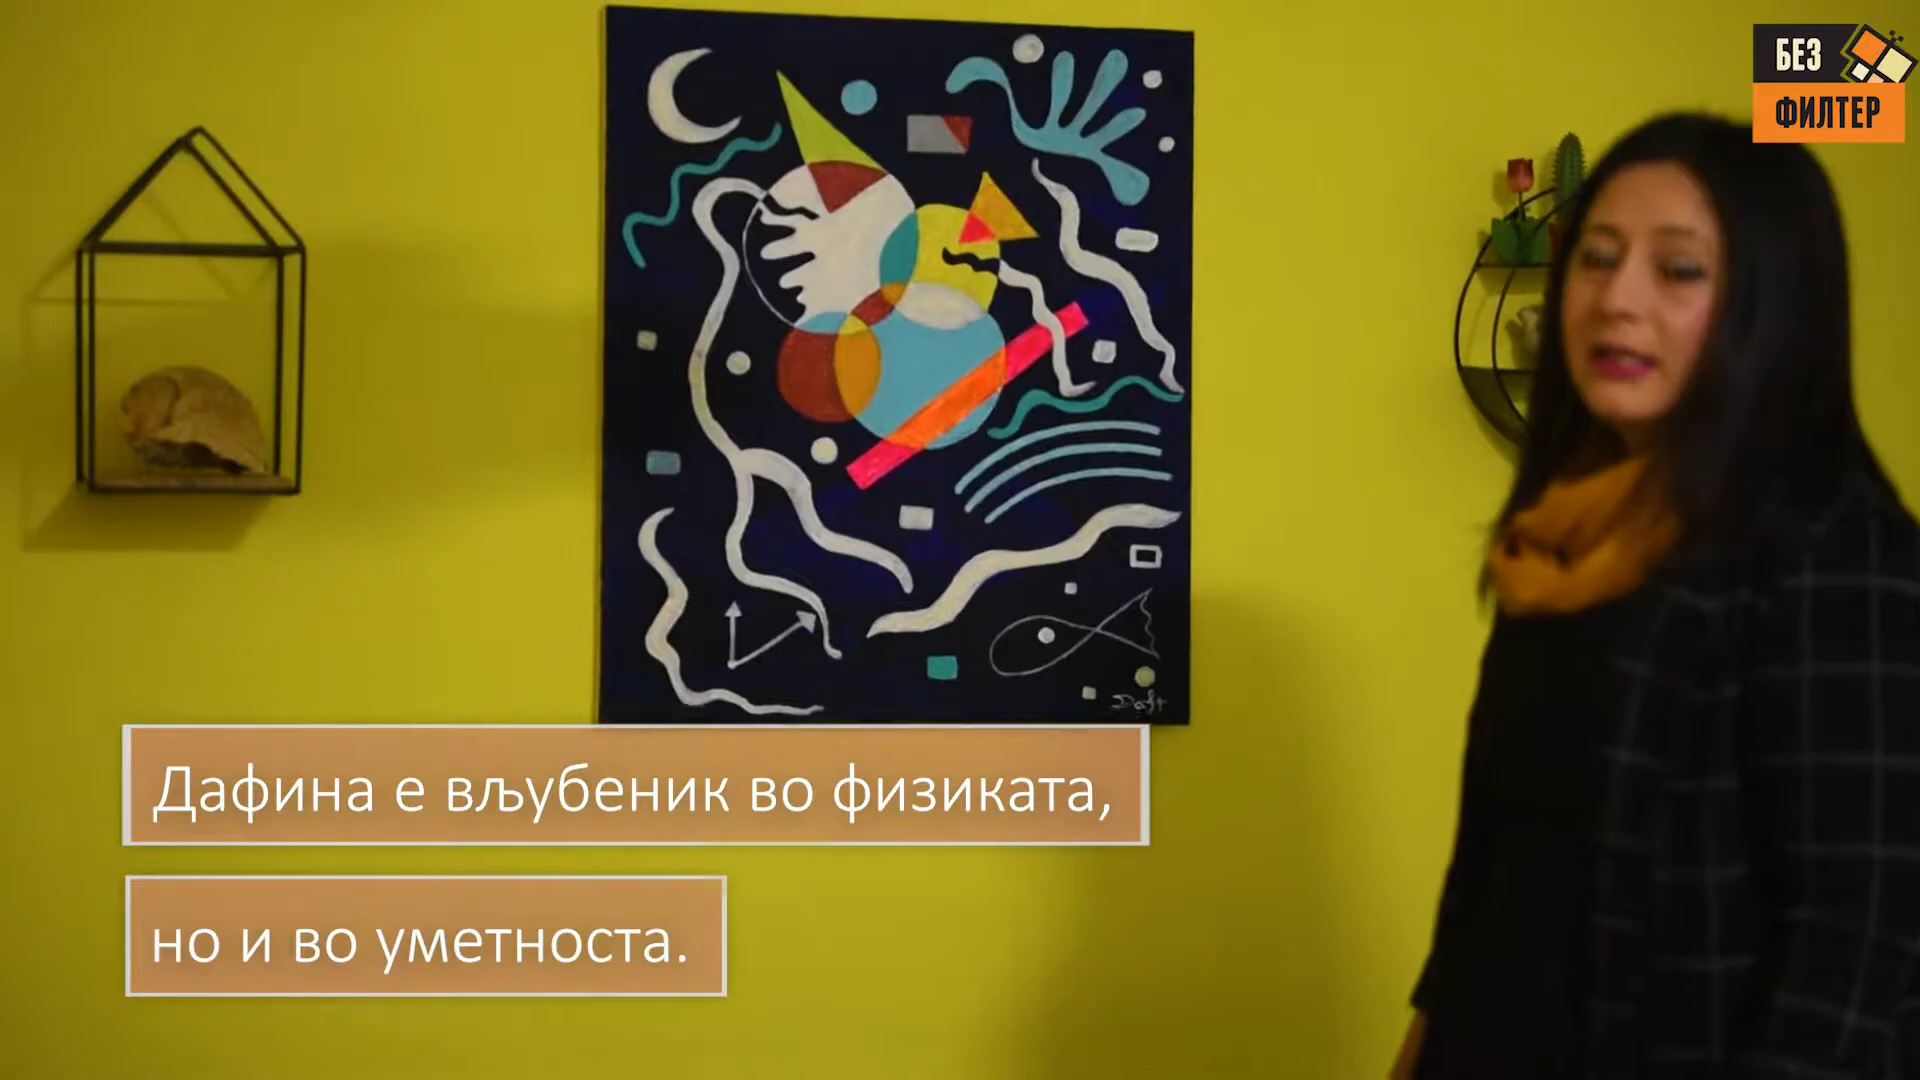 БЕЗ
ФИЛТЕР
Дафина е вљубеник во физиката,
но и во уметноста.